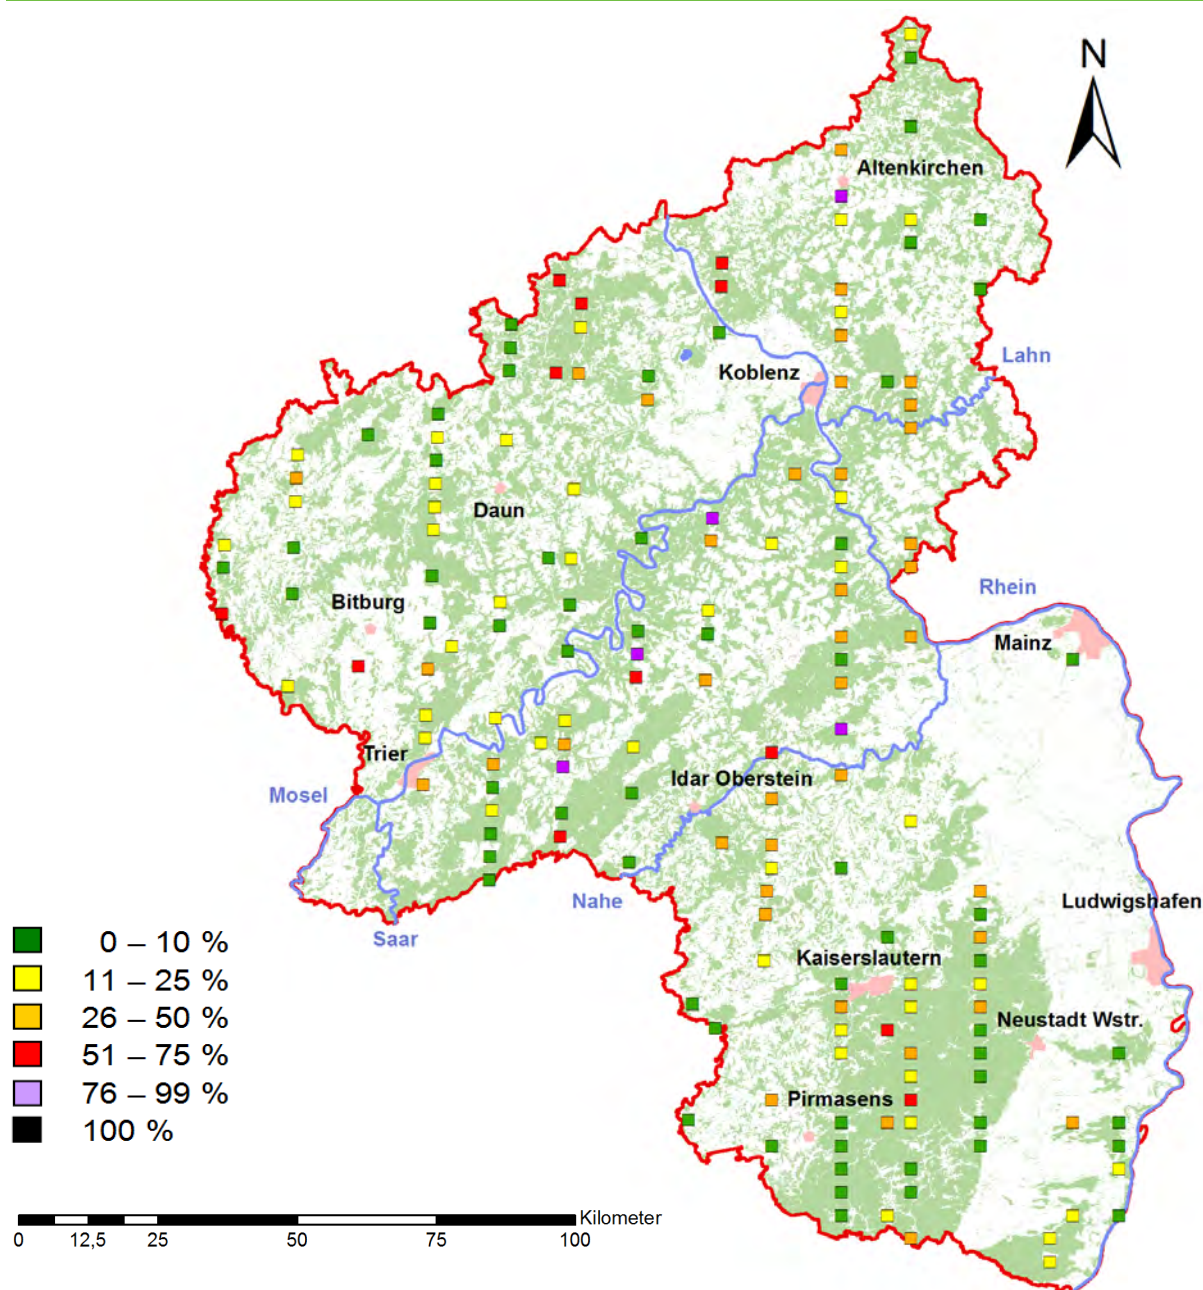 N
Altenkirchen
Lahn
Koblenz
Daun
Rhein
Bitburg
Mainz
Trier
Idar Oberstein
Mosel
Nahe
Ludwigshafen
Saar
Kaiserslautern
Neustadt Wstr.
Pirmasens
0 – 10 %
11 – 25 %
26 – 50 %
51 – 75 %
76 – 99 %
100 %
Kilometer
0 12,5 25 50 75 100